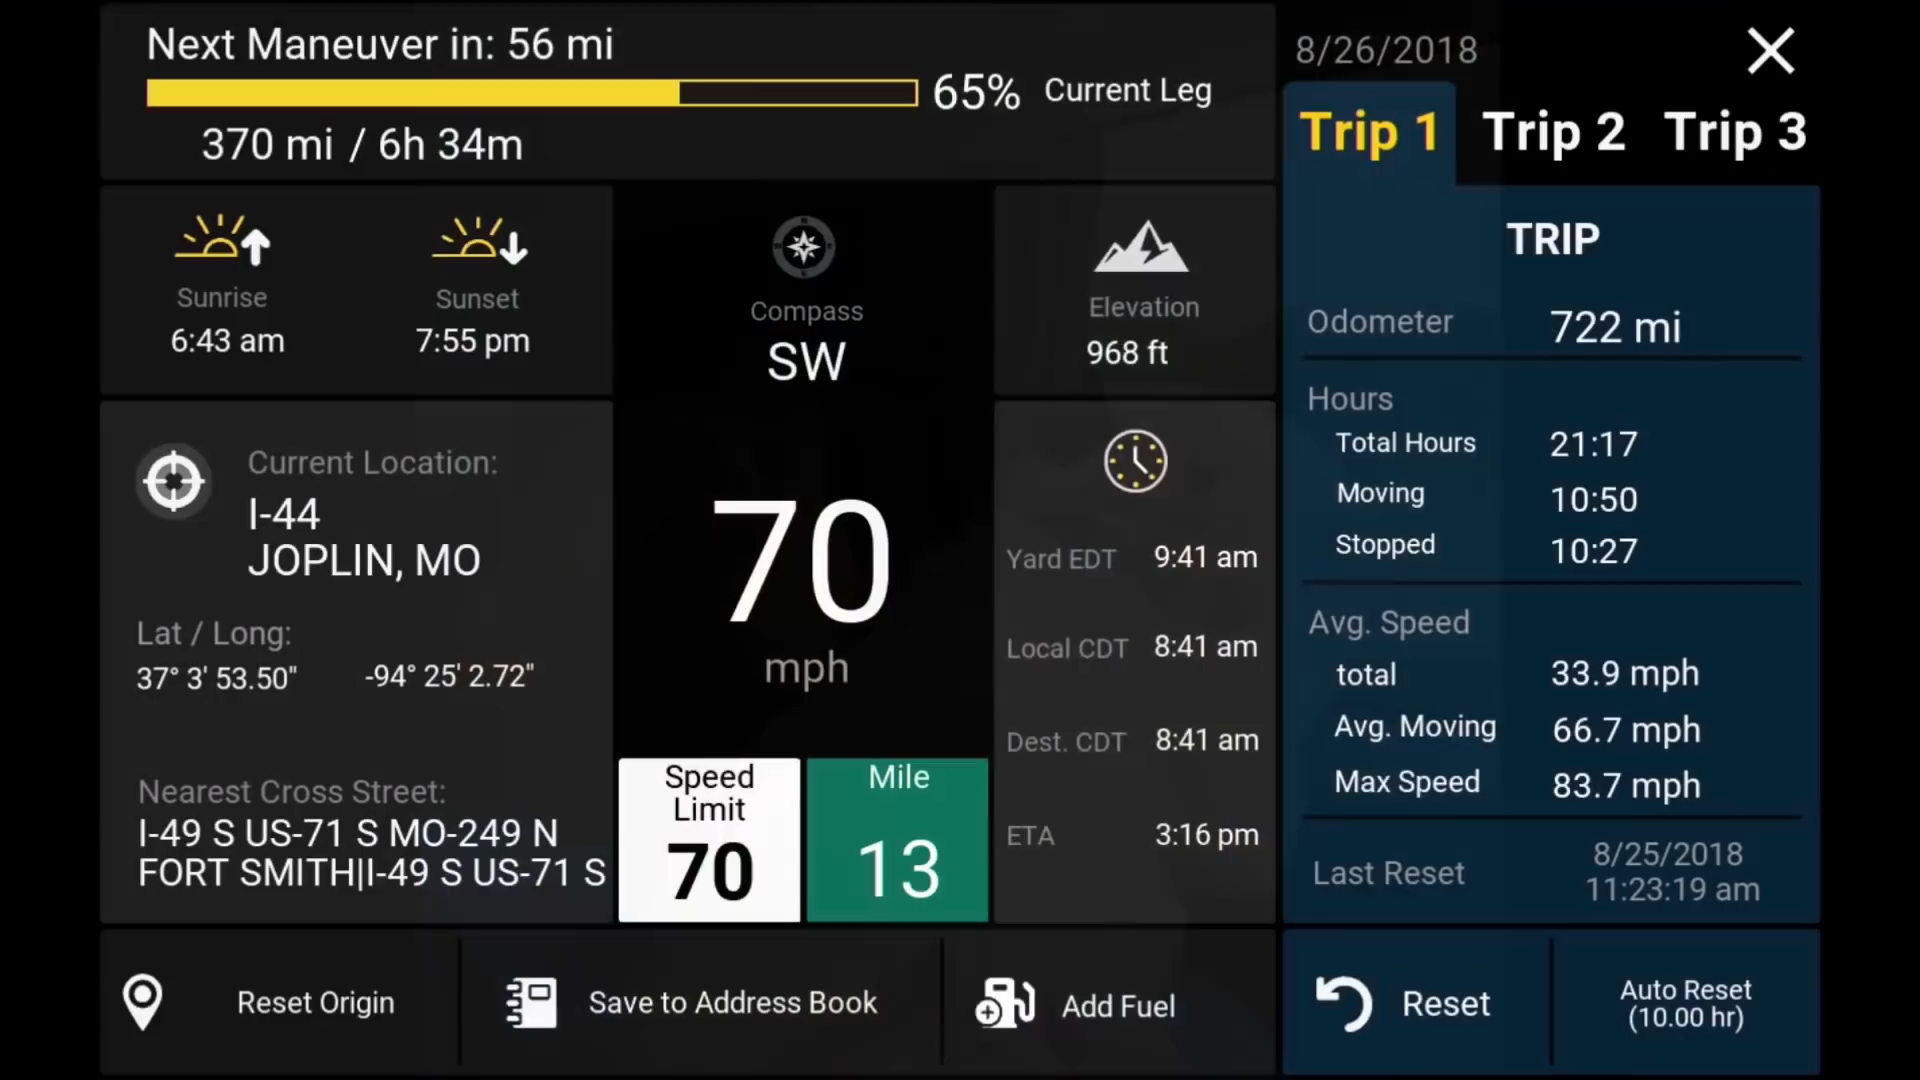 Next Maneuver in: 56 mi
65% Current Leg
370 mi / 6h 34m
Sunrise
6:43 am
Sunset
7:55 pm
Compass
SW
Elevation
968 ft
Current Location:
I-44
JOPLIN, MO
Lat / Long:
37° 3' 53.50" -94° 25' 2.72"
Nearest Cross Street:
I-49 S US-71 S MO-249 N
FORT SMITH|I-49 S US-71 S
70
mph
Speed
Limit
70
Mile
13
Yard EDT 9:41 am
Local CDT 8:41 am
Dest. CDT 8:41 am
ETA 3:16 pm
Reset Origin
Save to Address Book
Add Fuel
8/26/2018
Trip 1 Trip 2 Trip 3
TRIP
Odometer 722 mi
Hours
Total Hours 21:17
Moving 10:50
Stopped 10:27
Avg. Speed
total 33.9 mph
Avg. Moving 66.7 mph
Max Speed 83.7 mph
Last Reset 8/25/2018
11:23:19 am
Reset
Auto Reset
(10.00 hr)